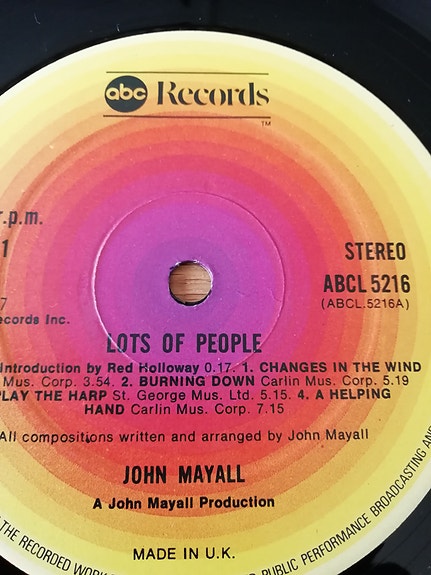 abc Records
TM
r.p.m.
1
STEREO
7
ABCL 5216
(ABCL.5216A)
ecords Inc.
LOTS OF PEOPLE
Introduction by Red Holloway 0.17. 1. CHANGES IN THE WIND
Mus. Corp. 3.54. 2. BURNING DOWN Carlin Mus. Corp. 5.19
PLAY THE HARP St. George Mus. Ltd. 5.15. 4. A HELPING
HAND Carlin Mus. Corp. 7.15
All compositions written and arranged by John Mayall
JOHN MAYALL
A John Mayall Production
MADE IN U.K.
THE RECORDED WORK
PUBLIC PERFORMANCE BROADCASTING AND